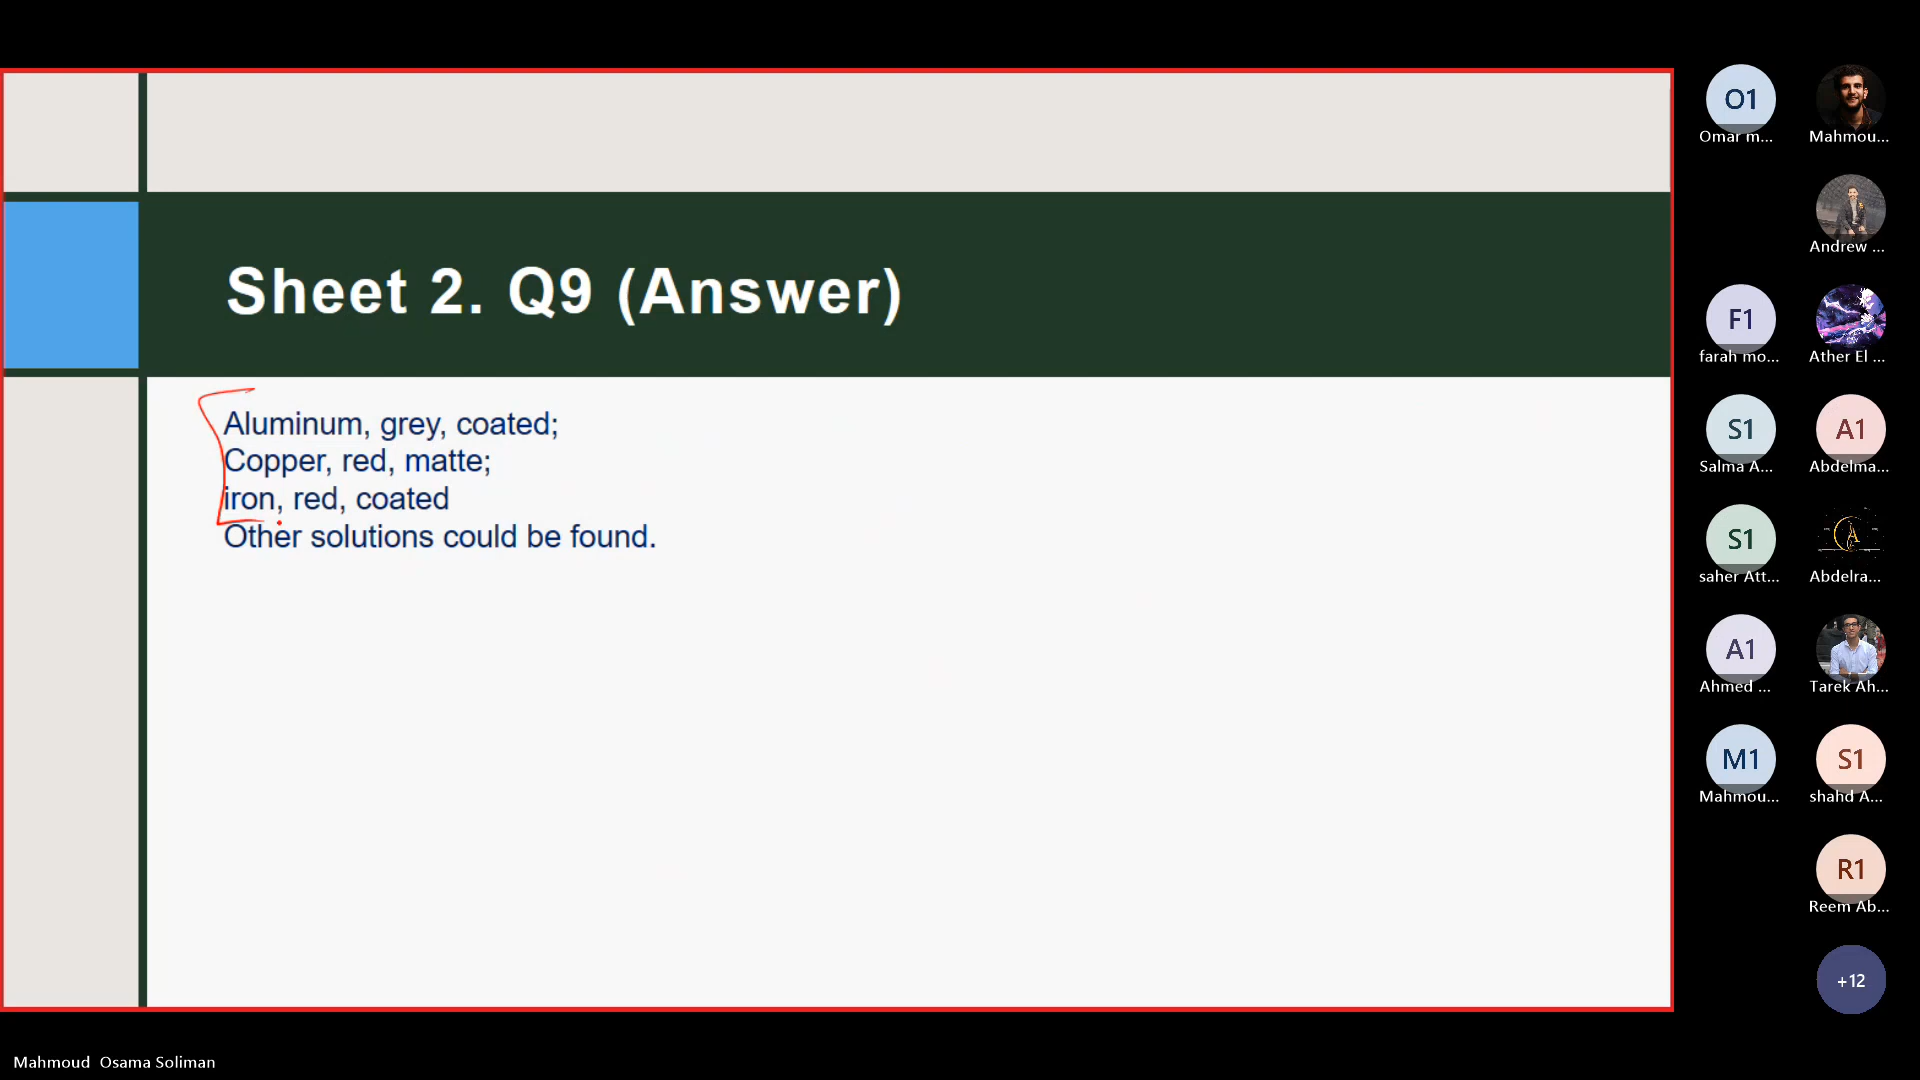 Sheet 2. Q9 (Answer)
Aluminum, grey, coated;
Copper, red, matte;
iron, red, coated
Other solutions could be found.
O1
Omar m...
Mahmou...
Andrew ...
F1
farah mo...
Ather El ...
S1
Salma A...
A1
Abdelma...
S1
saher Att...
A
Abdelra...
A1
Ahmed ...
Tarek Ah...
M1
Mahmou...
S1
shahd A...
R1
Reem Ab...
+12
Mahmoud Osama Soliman